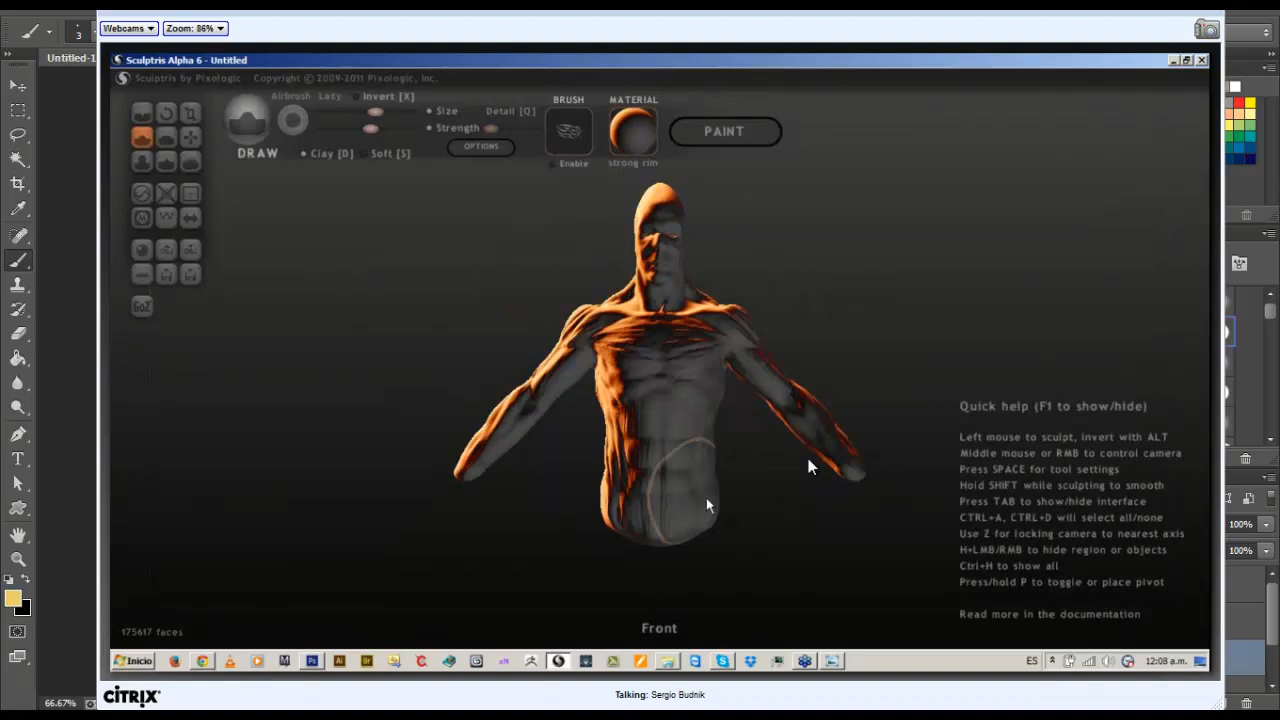 Webcams
Zoom: 86%
3
Untitled-1
Sculptris Alpha 6 - Untitled
Sculptris by Pixologic Copyright © 2009-2011 Pixologic, Inc.
Airbrush Lazy Invert [X]
Size Detail [Q]
Strength
DRAW
Clay [D] Soft [S]
OPTIONS
BRUSH
Enable
MATERIAL
strong rim
PAINT
GoZ
Quick help (F1 to show/hide)
Left mouse to sculpt, invert with ALT
Middle mouse or RMB to control camera
Press SPACE for tool settings
Hold SHIFT while sculpting to smooth
Press TAB to show/hide interface
CTRL+A, CTRL+D will select all/none
Use Z for locking camera to nearest axis
H+LMB/RMB to hide region or objects
Ctrl+H to show all
Press/hold P to toggle or place pivot
Read more in the documentation
100%
100%
175617 faces
Front
Inicio
ES
12:08 a.m.
66.67%
CITRIX
Talking: Sergio Budnik